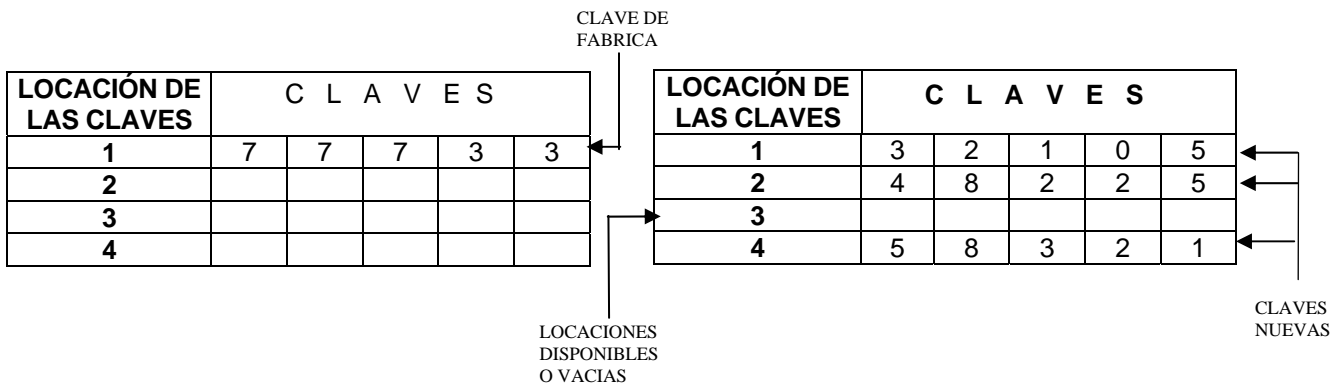 CLAVE DE
FABRICA
LOCACIÓN DE
LAS CLAVES
C L A V E S
1 7 7 7 3 3
2
3
4
LOCACIÓN DE
LAS CLAVES
C L A V E S
1 3 2 1 0 5
2 4 8 2 2 5
3
4 5 8 3 2 1
LOCACIONES
DISPONIBLES
O VACIAS
CLAVES
NUEVAS